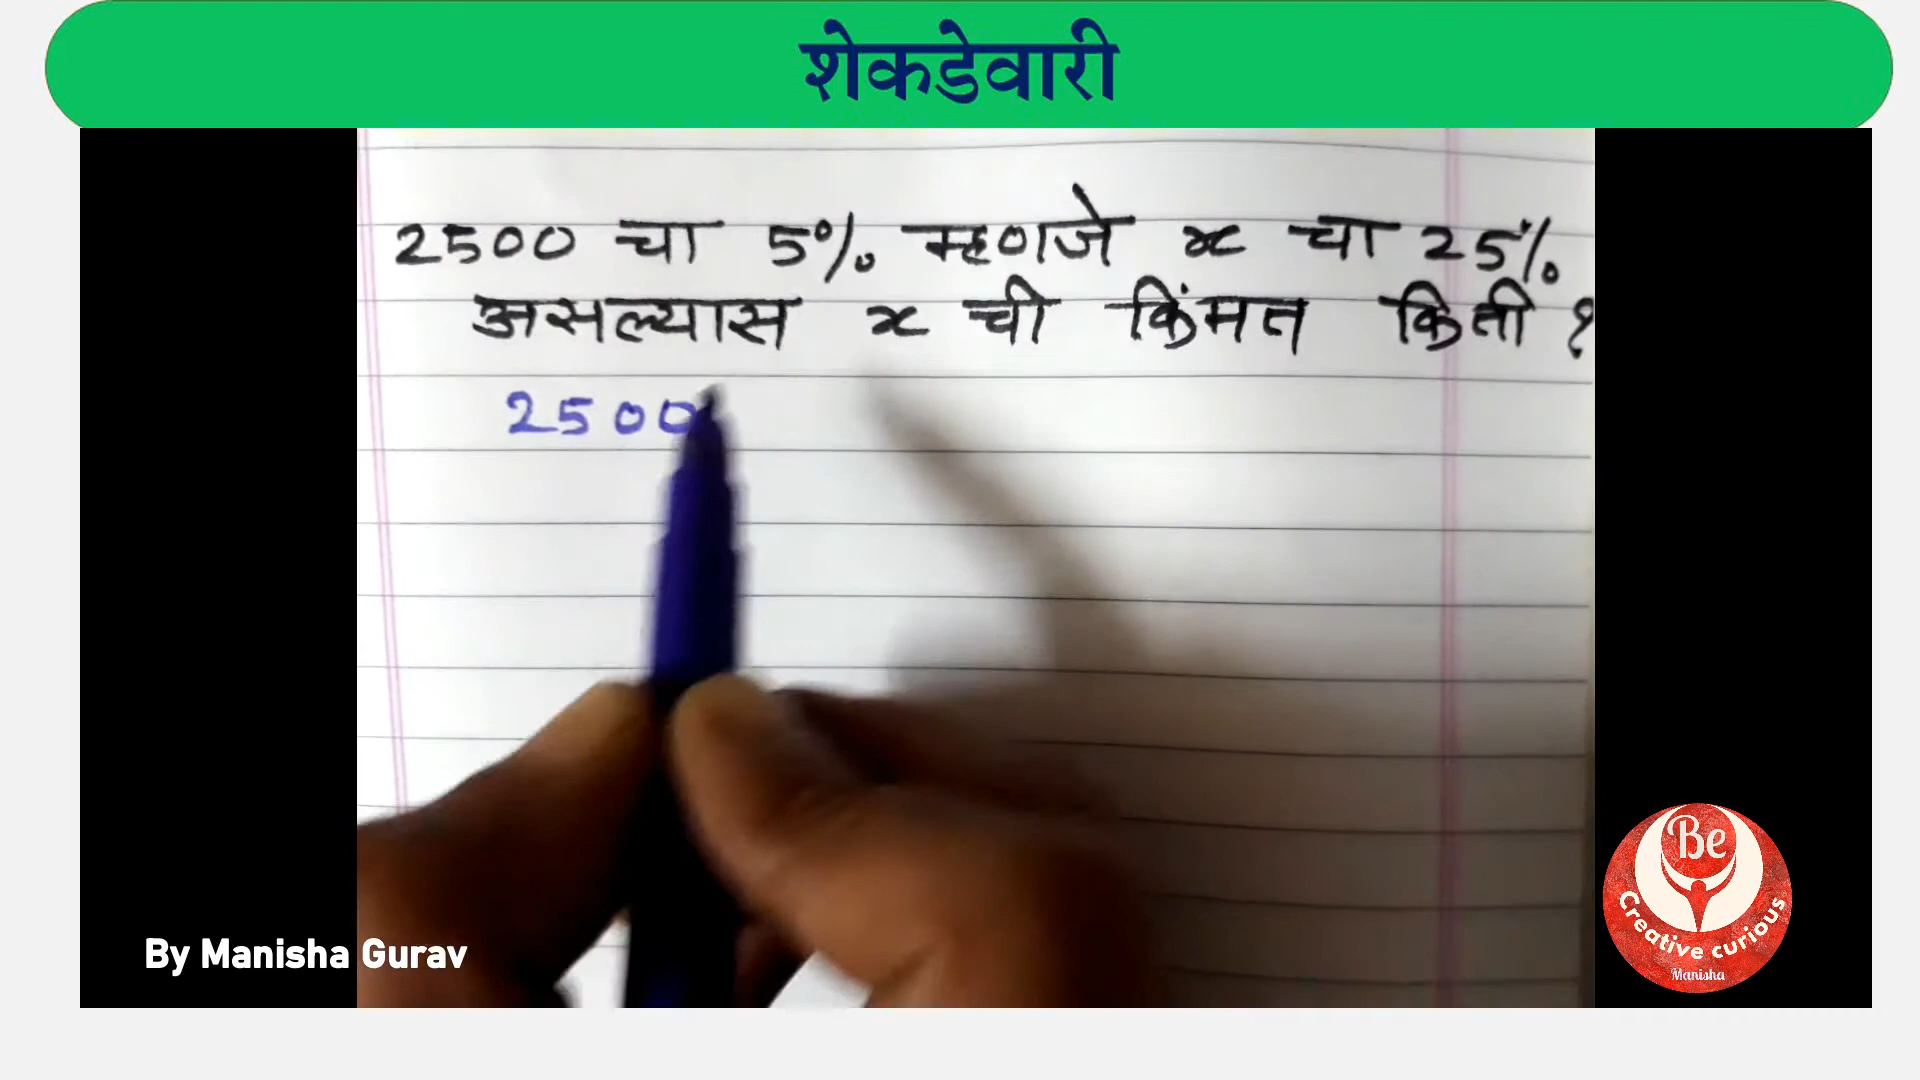 शेकडेवारी
2500 चा 5% म्हणजे x चा 25%
असल्यास x ची किंमत किती ?
2500
By Manisha Gurav
Be
Creative curious
Manisha